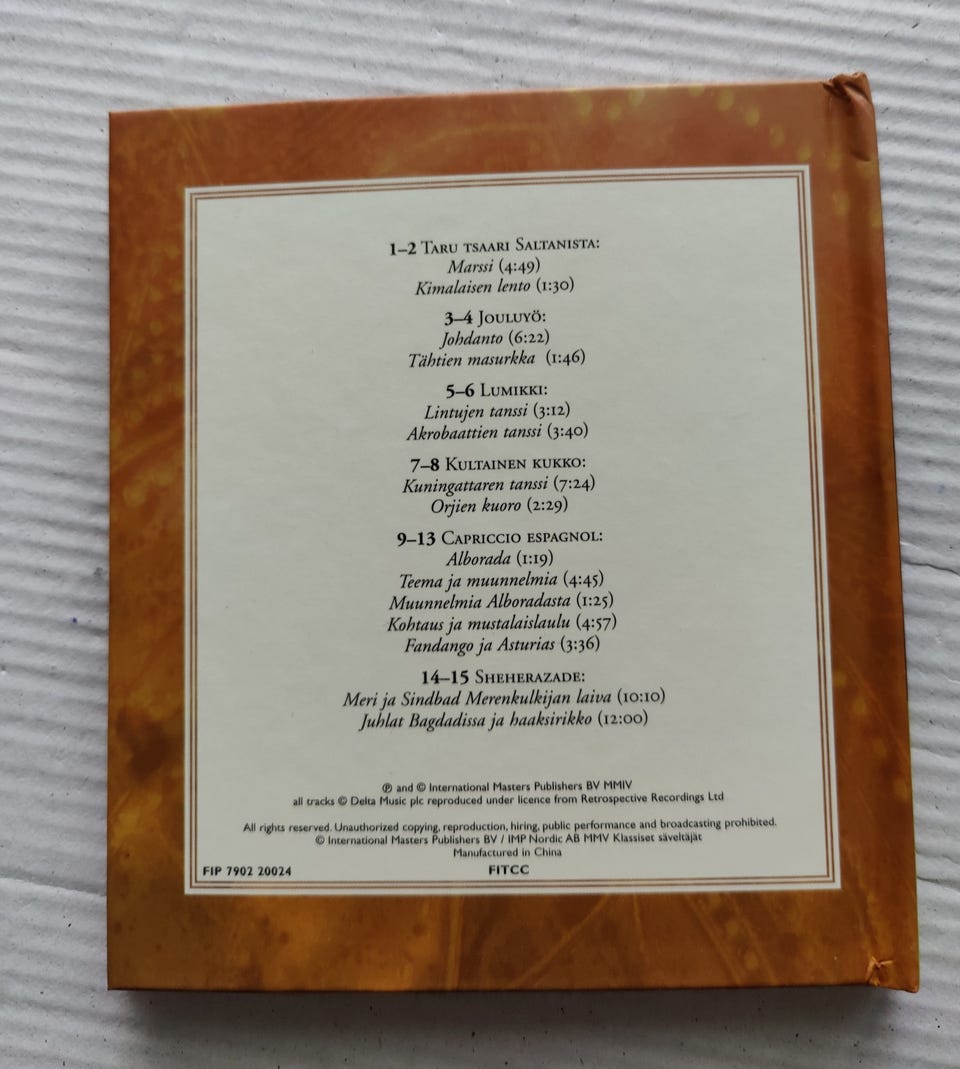 1–2 Taru tsaari Saltanista:
Marssi (4:49)
Kimalaisen lento (1:30)
3–4 Jouluyö:
Johdanto (6:22)
Tähtien masurkka (1:46)
5–6 Lumikki:
Lintujen tanssi (3:12)
Akrobaattien tanssi (3:40)
7–8 Kultainen kukko:
Kuningattaren tanssi (7:24)
Orjien kuoro (2:29)
9–13 Capriccio espagnol:
Alborada (1:19)
Teema ja muunnelmia (4:45)
Muunnelmia Alboradasta (1:25)
Kohtaus ja mustalaislaulu (4:57)
Fandango ja Asturias (3:36)
14–15 Sheherazade:
Meri ja Sindbad Merenkulkijan laiva (10:10)
Juhlat Bagdadissa ja haaksirikko (12:00)
℗ and © International Masters Publishers BV MMIV
all tracks © Delta Music plc reproduced under licence from Retrospective Recordings Ltd
All rights reserved. Unauthorized copying, reproduction, hiring, public performance and broadcasting prohibited.
© International Masters Publishers BV / IMP Nordic AB MMV Klassiset säveltäjät
Manufactured in China
FIP 7902 20024 FITCC